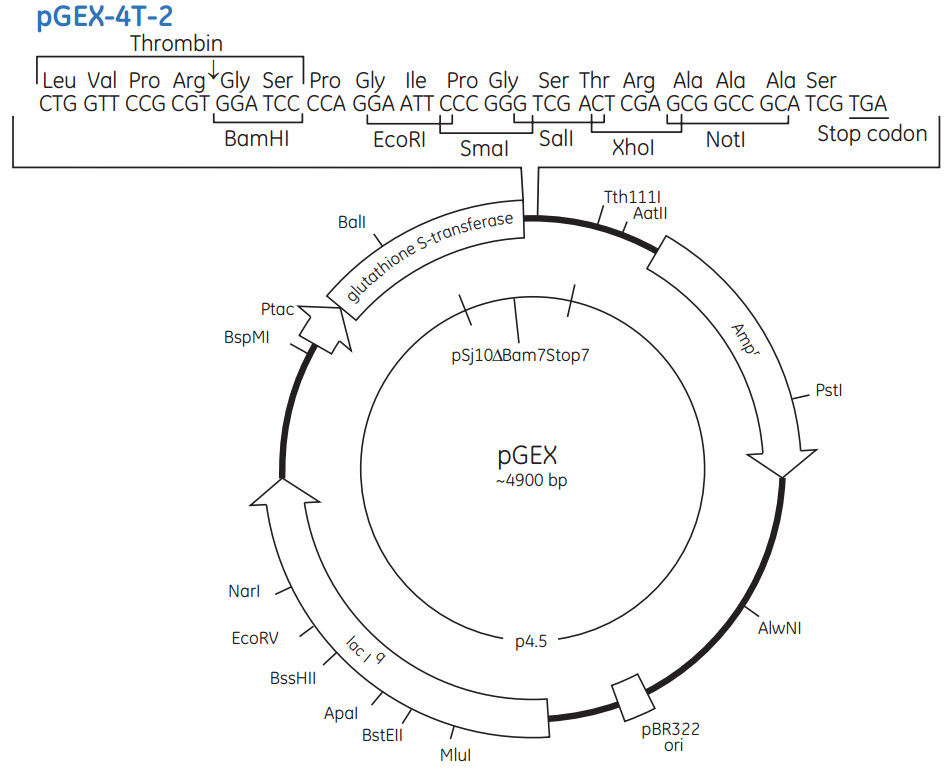 pGEX-4T-2
Thrombin
Leu Val Pro Arg↓Gly Ser Pro Gly Ile Pro Gly Ser Thr Arg Ala Ala Ala Ser
CTG GTT CCG CGT GGA TCC CCA GGA ATT CCC GGG TCG ACT CGA GCG GCC GCA TCG TGA
BamHI EcoRI SmaI SalI XhoI NotI Stop codon
Tth111I
AatII
BalI
glutathione S-transferase
Ptac
BspMI
pSj10ΔBam7Stop7
Ampʳ
PstI
pGEX
~4900 bp
NarI
EcoRV
BssHII
ApaI
BstEII
MluI
lac I q
p4.5
AlwNI
pBR322
ori